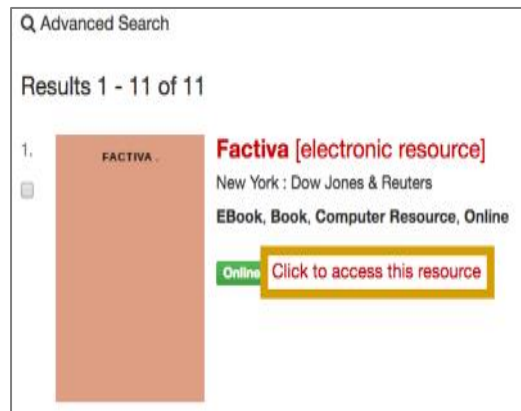 Advanced Search
Results 1 - 11 of 11
1.
FACTIVA .
Factiva [electronic resource]
New York : Dow Jones & Reuters
EBook, Book, Computer Resource, Online
Online Click to access this resource